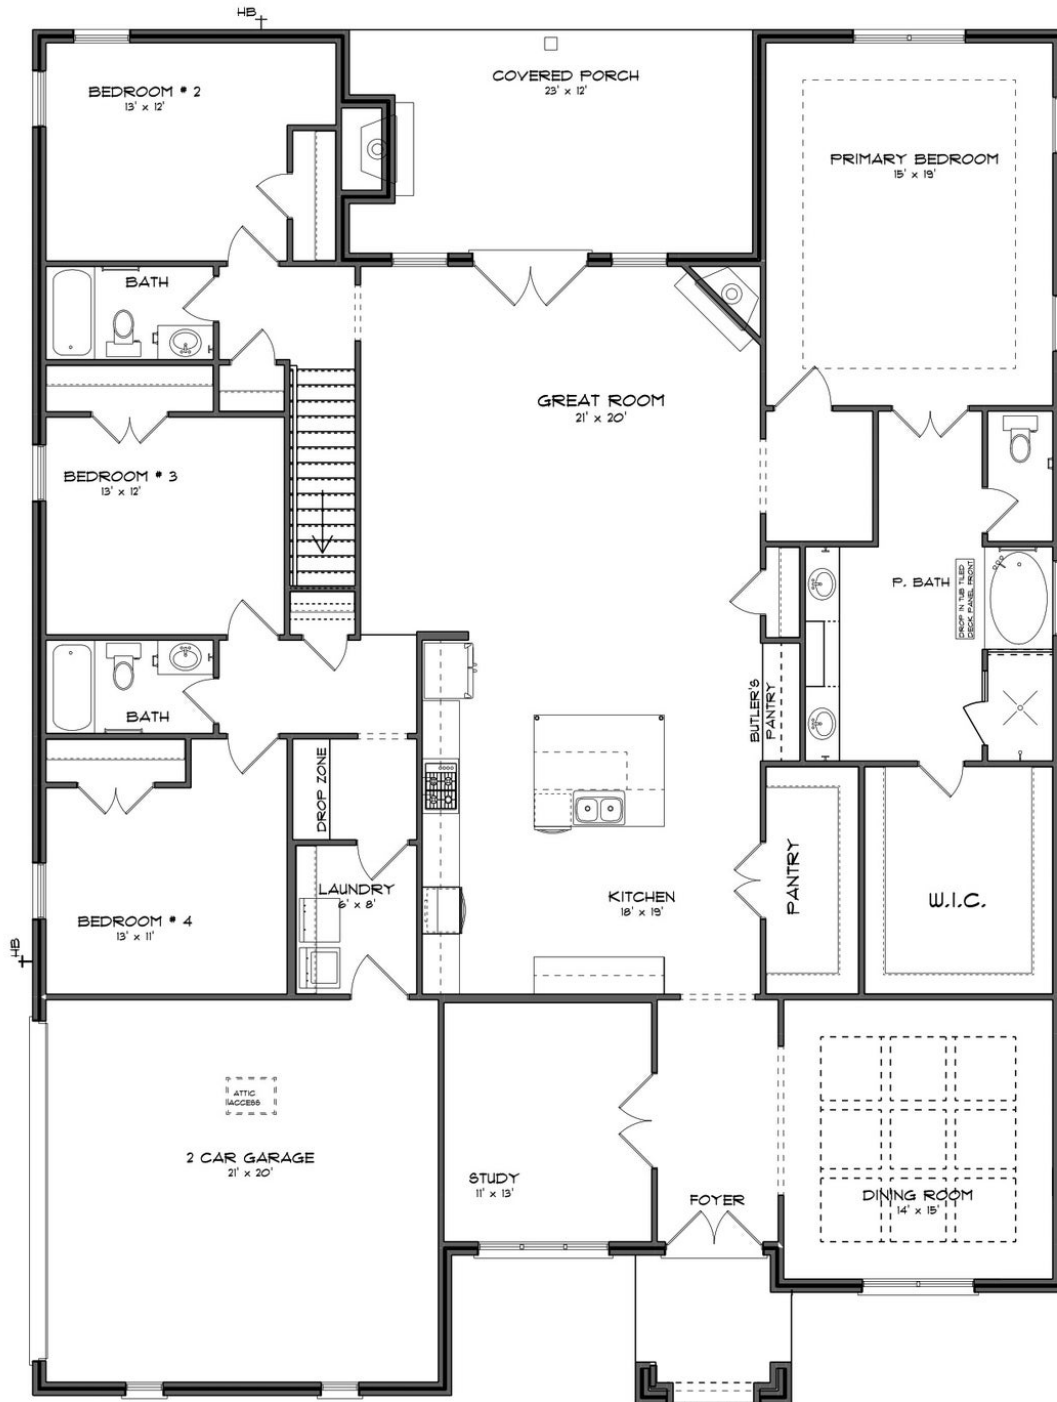 HB
BEDROOM # 2
13' x 12'
COVERED PORCH
23' x 12'
PRIMARY BEDROOM
15' x 19'
BATH
GREAT ROOM
21' x 20'
BEDROOM # 3
13' x 12'
P. BATH
DROP IN TUB TILED
DECK, PANEL FRONT
BATH
BUTLER'S
PANTRY
DROP ZONE
LAUNDRY
6' x 8'
KITCHEN
18' x 19'
PANTRY
W.I.C.
BEDROOM # 4
13' x 11'
HB
ATTIC
ACCESS
2 CAR GARAGE
21' x 20'
STUDY
11' x 13'
FOYER
DINING ROOM
14' x 15'